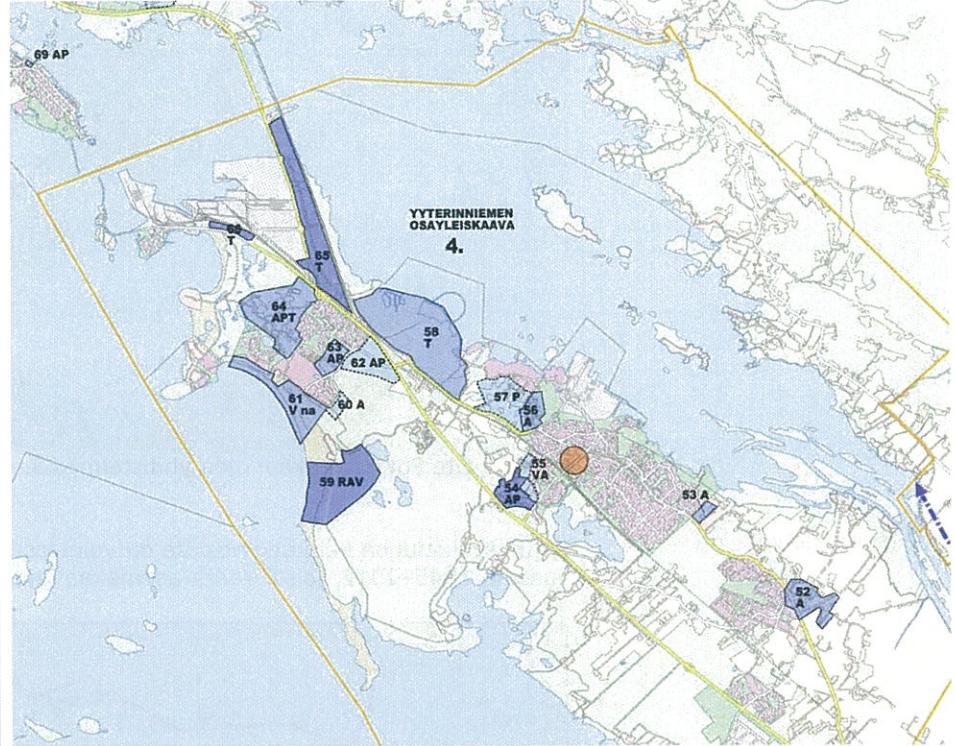 69 AP
YYTERINNIEMEN
OSAYLEISKAAVA
4.
T
65
T
64
APT
63
AP
62 AP
58
T
61
V na
60 A
57 P
56
A
59 RAV
55
VA
54
AP
53 A
52
A